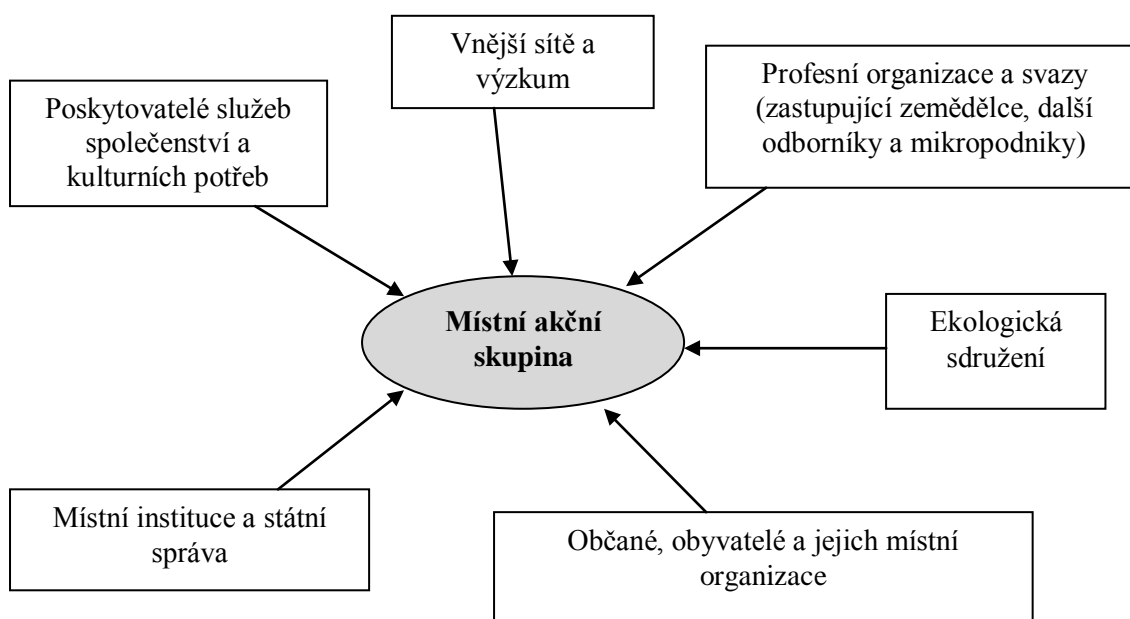 Vnější sítě a
výzkum
Profesní organizace a svazy
(zastupující zemědělce, další
odborníky a mikropodniky)
Poskytovatelé služeb
společenství a
kulturních potřeb
Místní akční
skupina
Ekologická
sdružení
Místní instituce a státní
správa
Občané, obyvatelé a jejich místní
organizace